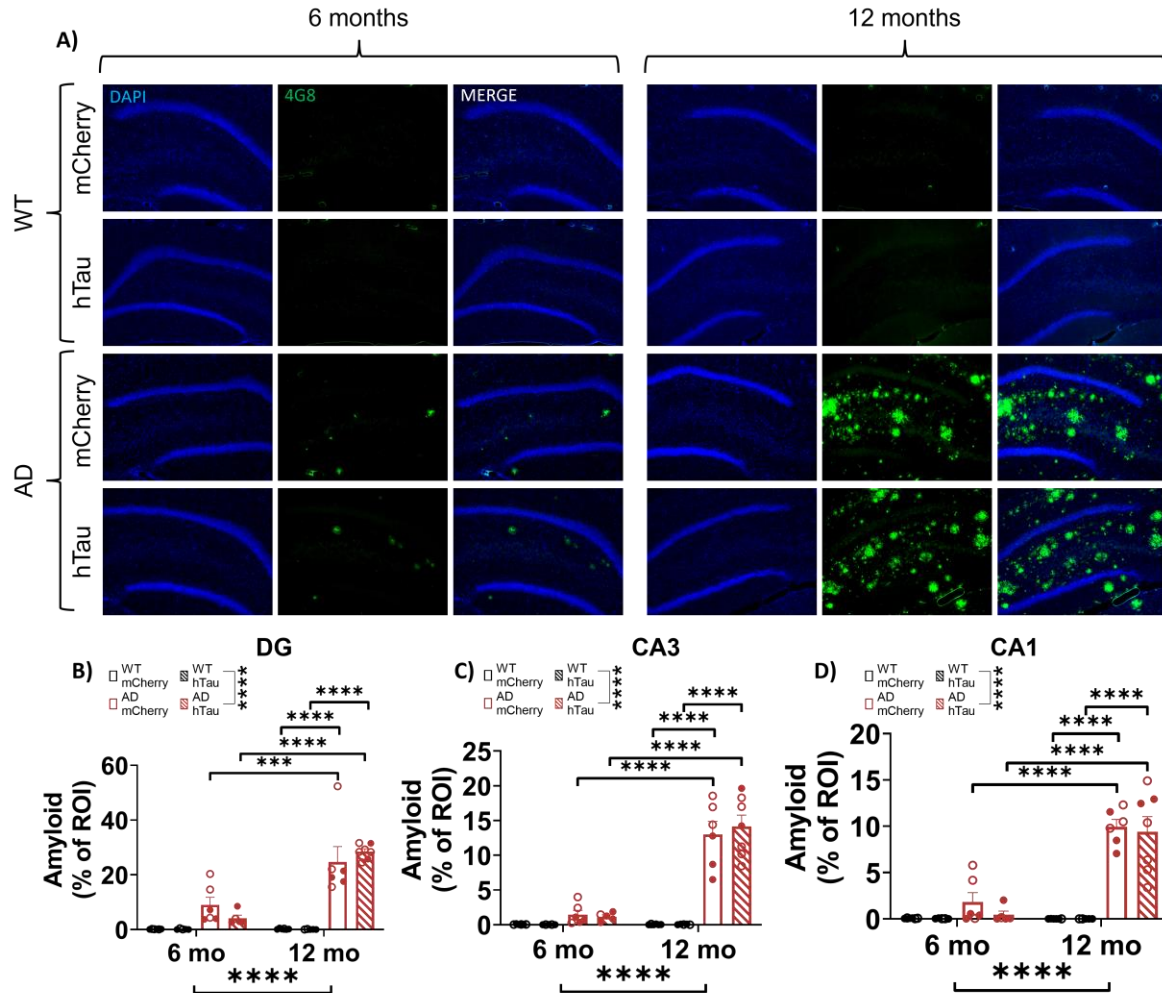 6 months
12 months
A)
DAPI
4G8
MERGE
WT
mCherry
hTau
AD
mCherry
hTau
DG
B)
WT mCherry
WT hTau
AD mCherry
AD hTau
****
****
****
****
***
Amyloid
(% of ROI)
60
40
20
0
6 mo
12 mo
****
CA3
C)
WT mCherry
WT hTau
AD mCherry
AD hTau
****
****
****
****
****
Amyloid
(% of ROI)
25
20
15
10
5
0
6 mo
12 mo
****
CA1
D)
WT mCherry
WT hTau
AD mCherry
AD hTau
****
****
****
****
****
Amyloid
(% of ROI)
20
15
10
5
0
6 mo
12 mo
****